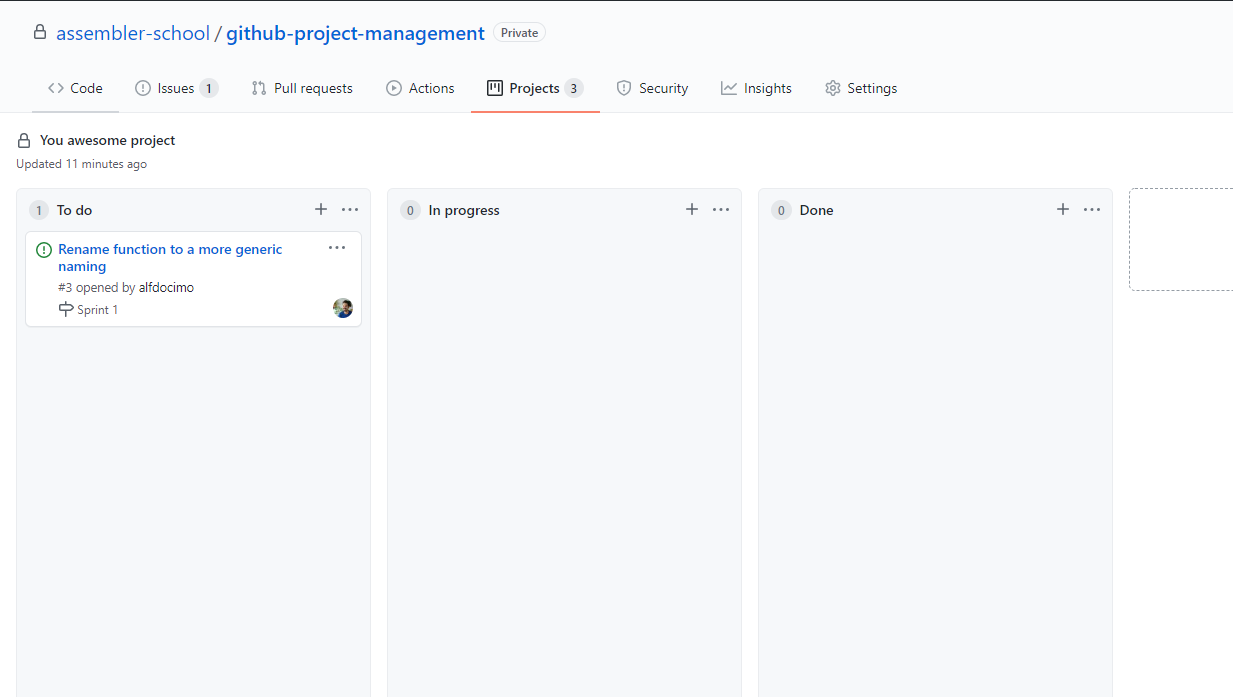 assembler-school / github-project-management Private
Code Issues 1 Pull requests Actions Projects 3 Security Insights Settings
You awesome project
Updated 11 minutes ago
1 To do
Rename function to a more generic
naming
#3 opened by alfdocimo
Sprint 1
0 In progress
0 Done